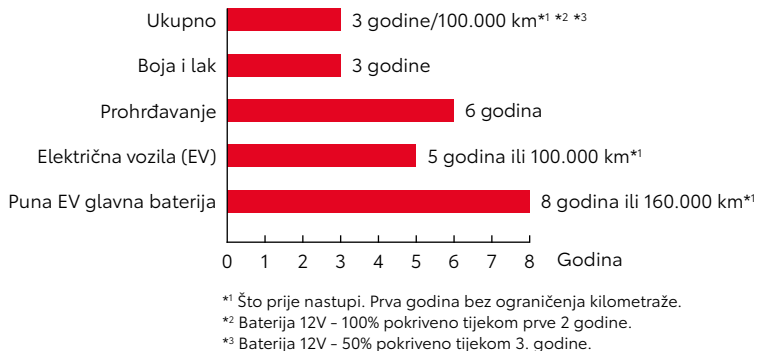 Ukupno 3 godine/100.000 km*¹ *² *³
Boja i lak 3 godine
Prohrđavanje 6 godina
Električna vozila (EV) 5 godina ili 100.000 km*¹
Puna EV glavna baterija 8 godina ili 160.000 km*¹
0 1 2 3 4 5 6 7 8 Godina
*¹ Što prije nastupi. Prva godina bez ograničenja kilometraže.
*² Baterija 12V - 100% pokriveno tijekom prve 2 godine.
*³ Baterija 12V - 50% pokriveno tijekom 3. godine.